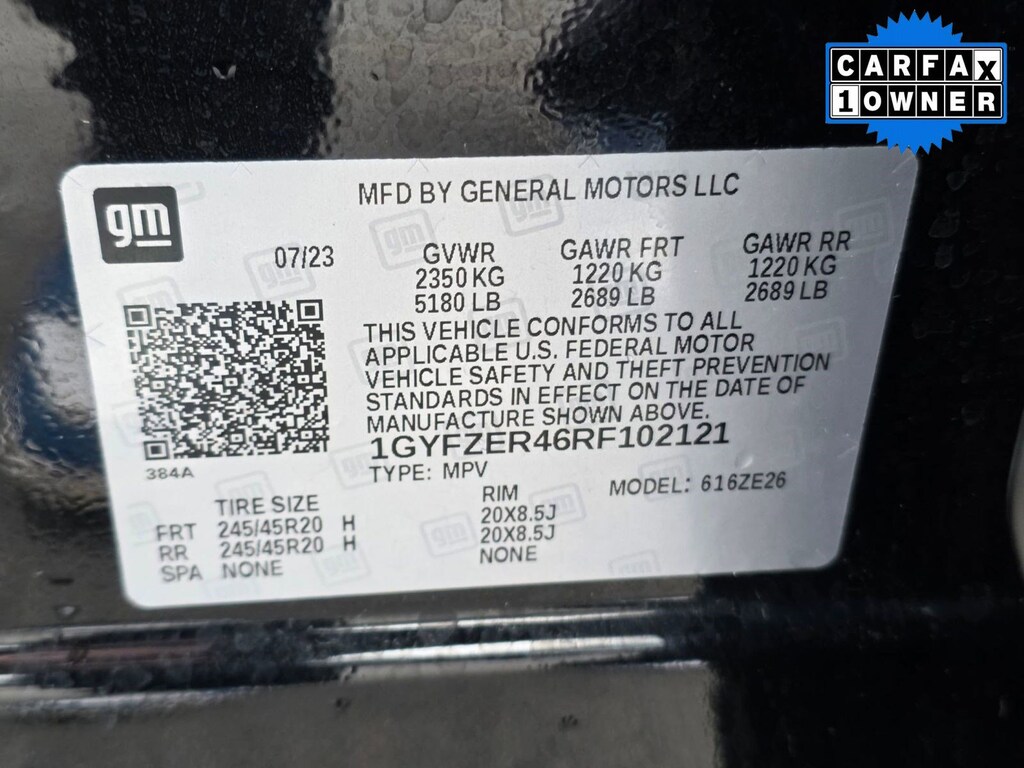 CARFAX
1 OWNER
gm
MFD BY GENERAL MOTORS LLC
07/23
GVWR GAWR FRT GAWR RR
2350 KG 1220 KG 1220 KG
5180 LB 2689 LB 2689 LB
THIS VEHICLE CONFORMS TO ALL
APPLICABLE U.S. FEDERAL MOTOR
VEHICLE SAFETY AND THEFT PREVENTION
STANDARDS IN EFFECT ON THE DATE OF
MANUFACTURE SHOWN ABOVE.
1GYFZER46RF102121
384A
TYPE: MPV MODEL: 616ZE26
TIRE SIZE RIM
FRT 245/45R20 H 20X8.5J
RR 245/45R20 H 20X8.5J
SPA NONE NONE